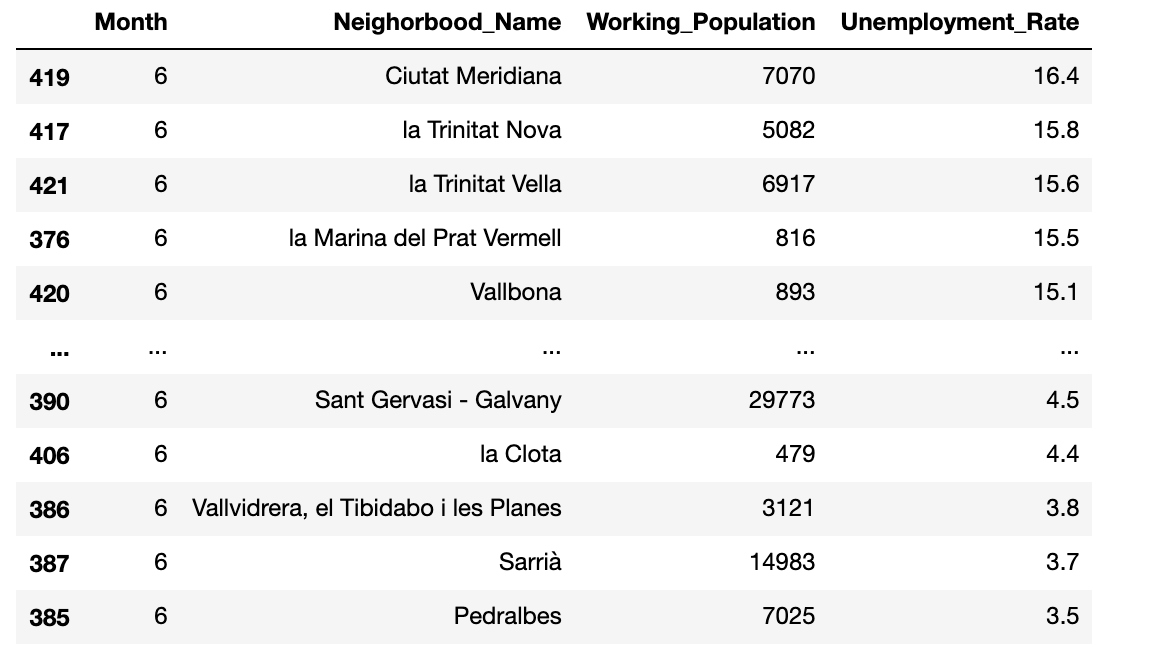 Month Neighorbood_Name Working_Population Unemployment_Rate
419 6 Ciutat Meridiana 7070 16.4
417 6 la Trinitat Nova 5082 15.8
421 6 la Trinitat Vella 6917 15.6
376 6 la Marina del Prat Vermell 816 15.5
420 6 Vallbona 893 15.1
... ... ... ... ...
390 6 Sant Gervasi - Galvany 29773 4.5
406 6 la Clota 479 4.4
386 6 Vallvidrera, el Tibidabo i les Planes 3121 3.8
387 6 Sarrià 14983 3.7
385 6 Pedralbes 7025 3.5